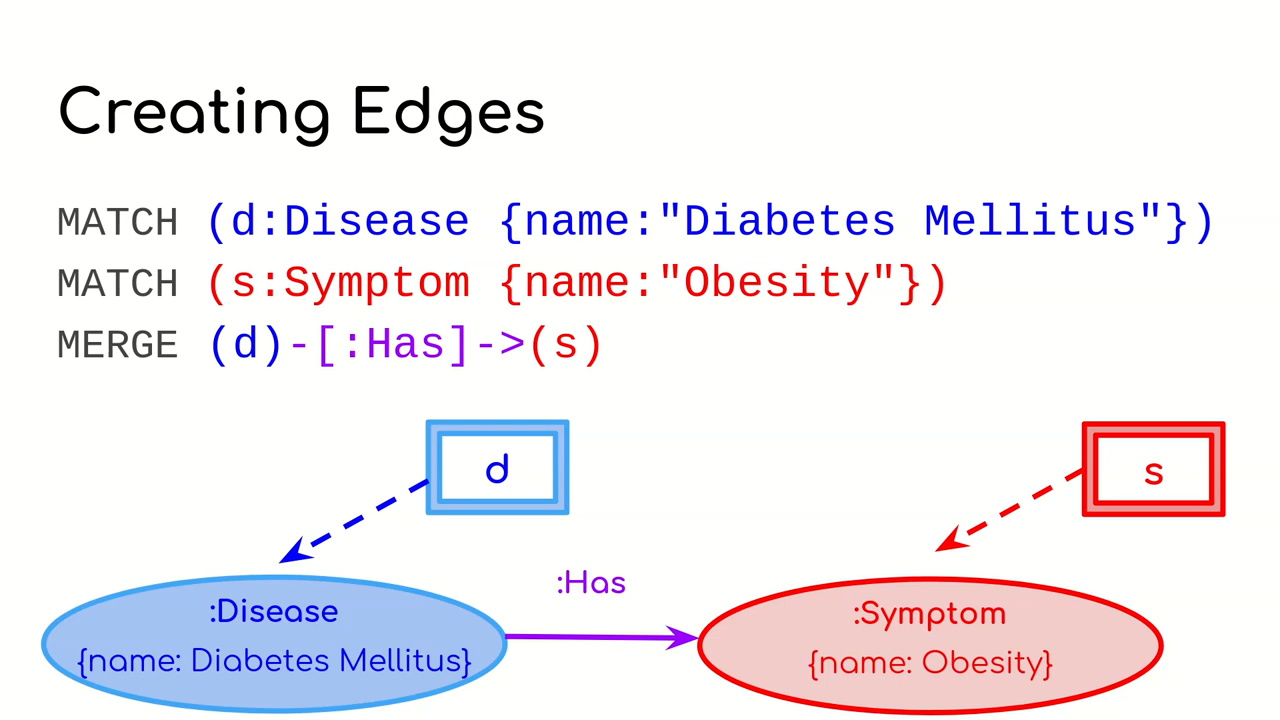 Creating Edges
MATCH (d:Disease {name:"Diabetes Mellitus"})
MATCH (s:Symptom {name:"Obesity"})
MERGE (d)-[:Has]->(s)
d
s
:Has
:Disease
{name: Diabetes Mellitus}
:Symptom
{name: Obesity}